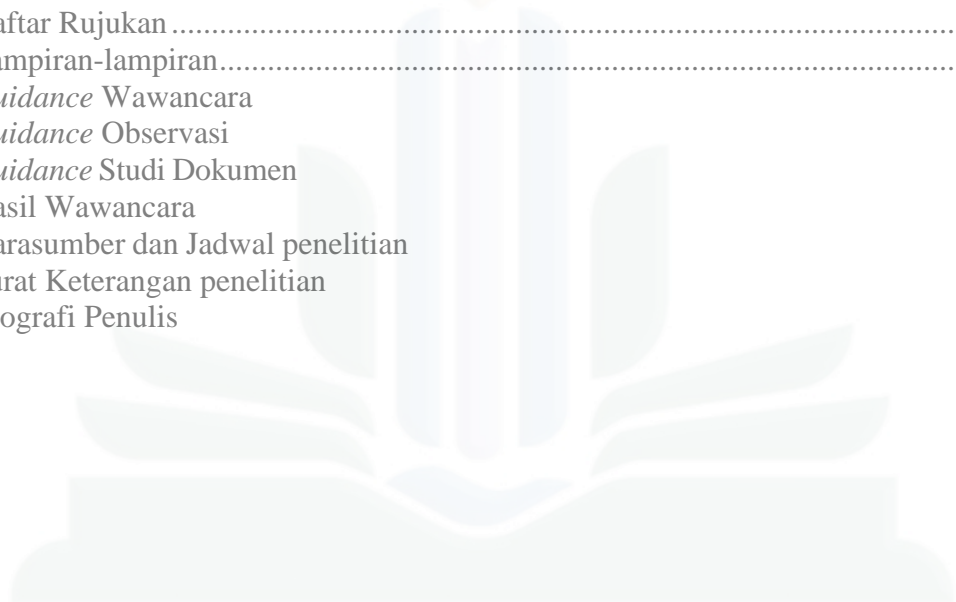 aftar Rujukan ..........................................................................................................
ampiran-lampiran....................................................................................................
uidance Wawancara
uidance Observasi
uidance Studi Dokumen
asil Wawancara
arasumber dan Jadwal penelitian
urat Keterangan penelitian
ografi Penulis